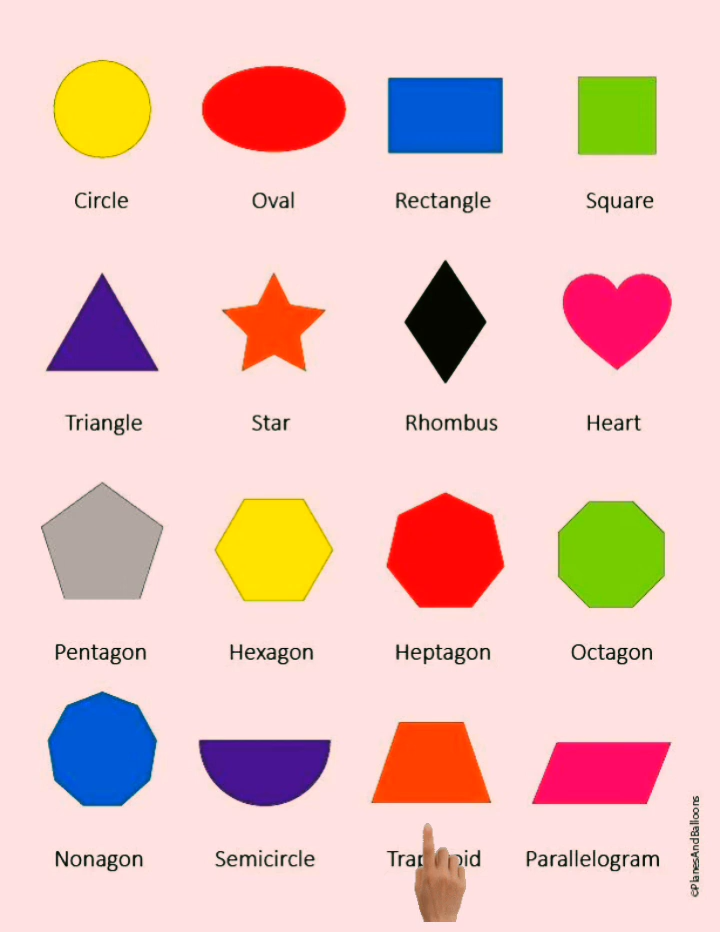 Circle Oval Rectangle Square
Triangle Star Rhombus Heart
Pentagon Hexagon Heptagon Octagon
Nonagon Semicircle Parallelogram
©PlanesAndBalloons